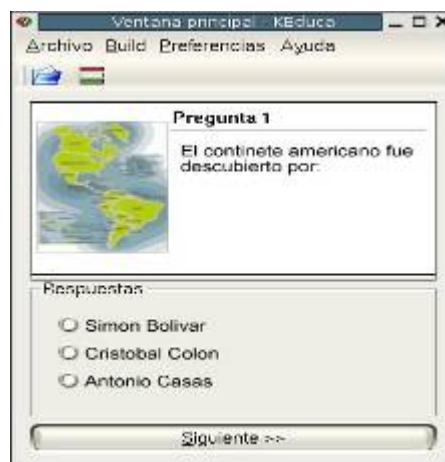 Ventana principal - KEduca
Archivo Build Preferencias Ayuda
Pregunta 1
El continete americano fue
descubierto por:
Respuestas
Simon Bolivar
Cristobal Colon
Antonio Casas
Siguiente >>